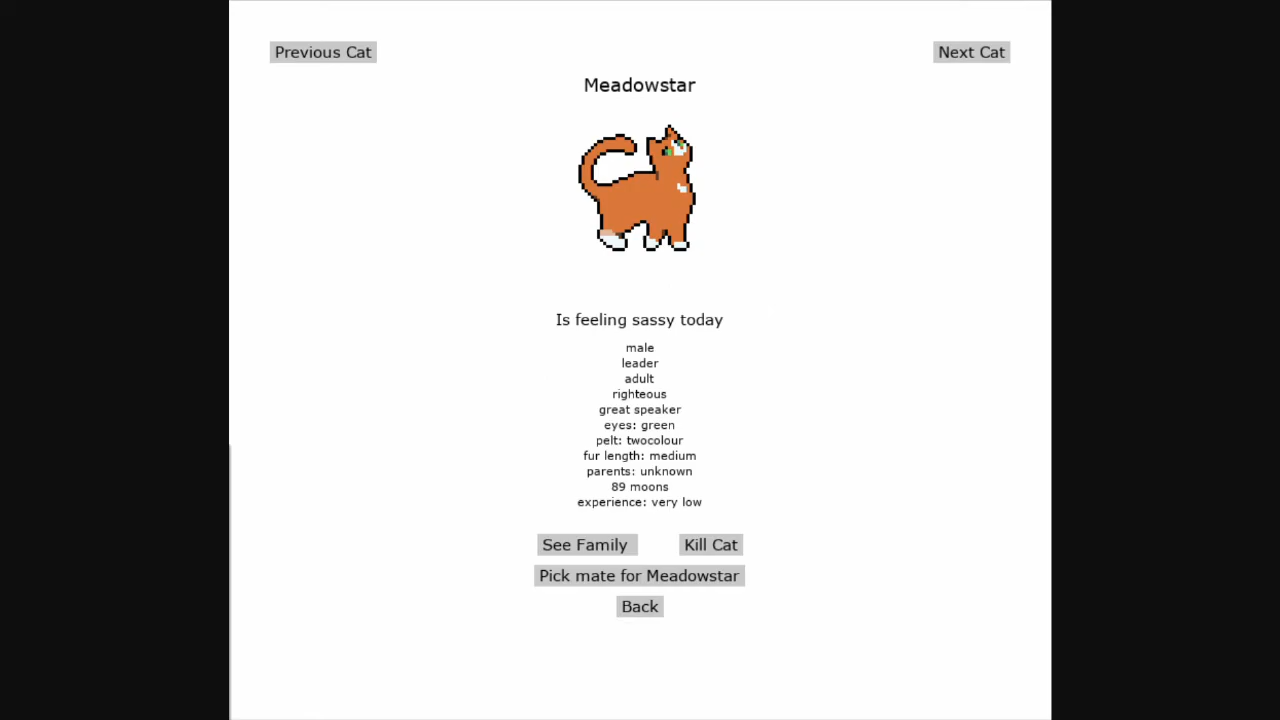 Previous Cat
Next Cat
Meadowstar
Is feeling sassy today
male
leader
adult
righteous
great speaker
eyes: green
pelt: twocolour
fur length: medium
parents: unknown
89 moons
experience: very low
See Family
Kill Cat
Pick mate for Meadowstar
Back